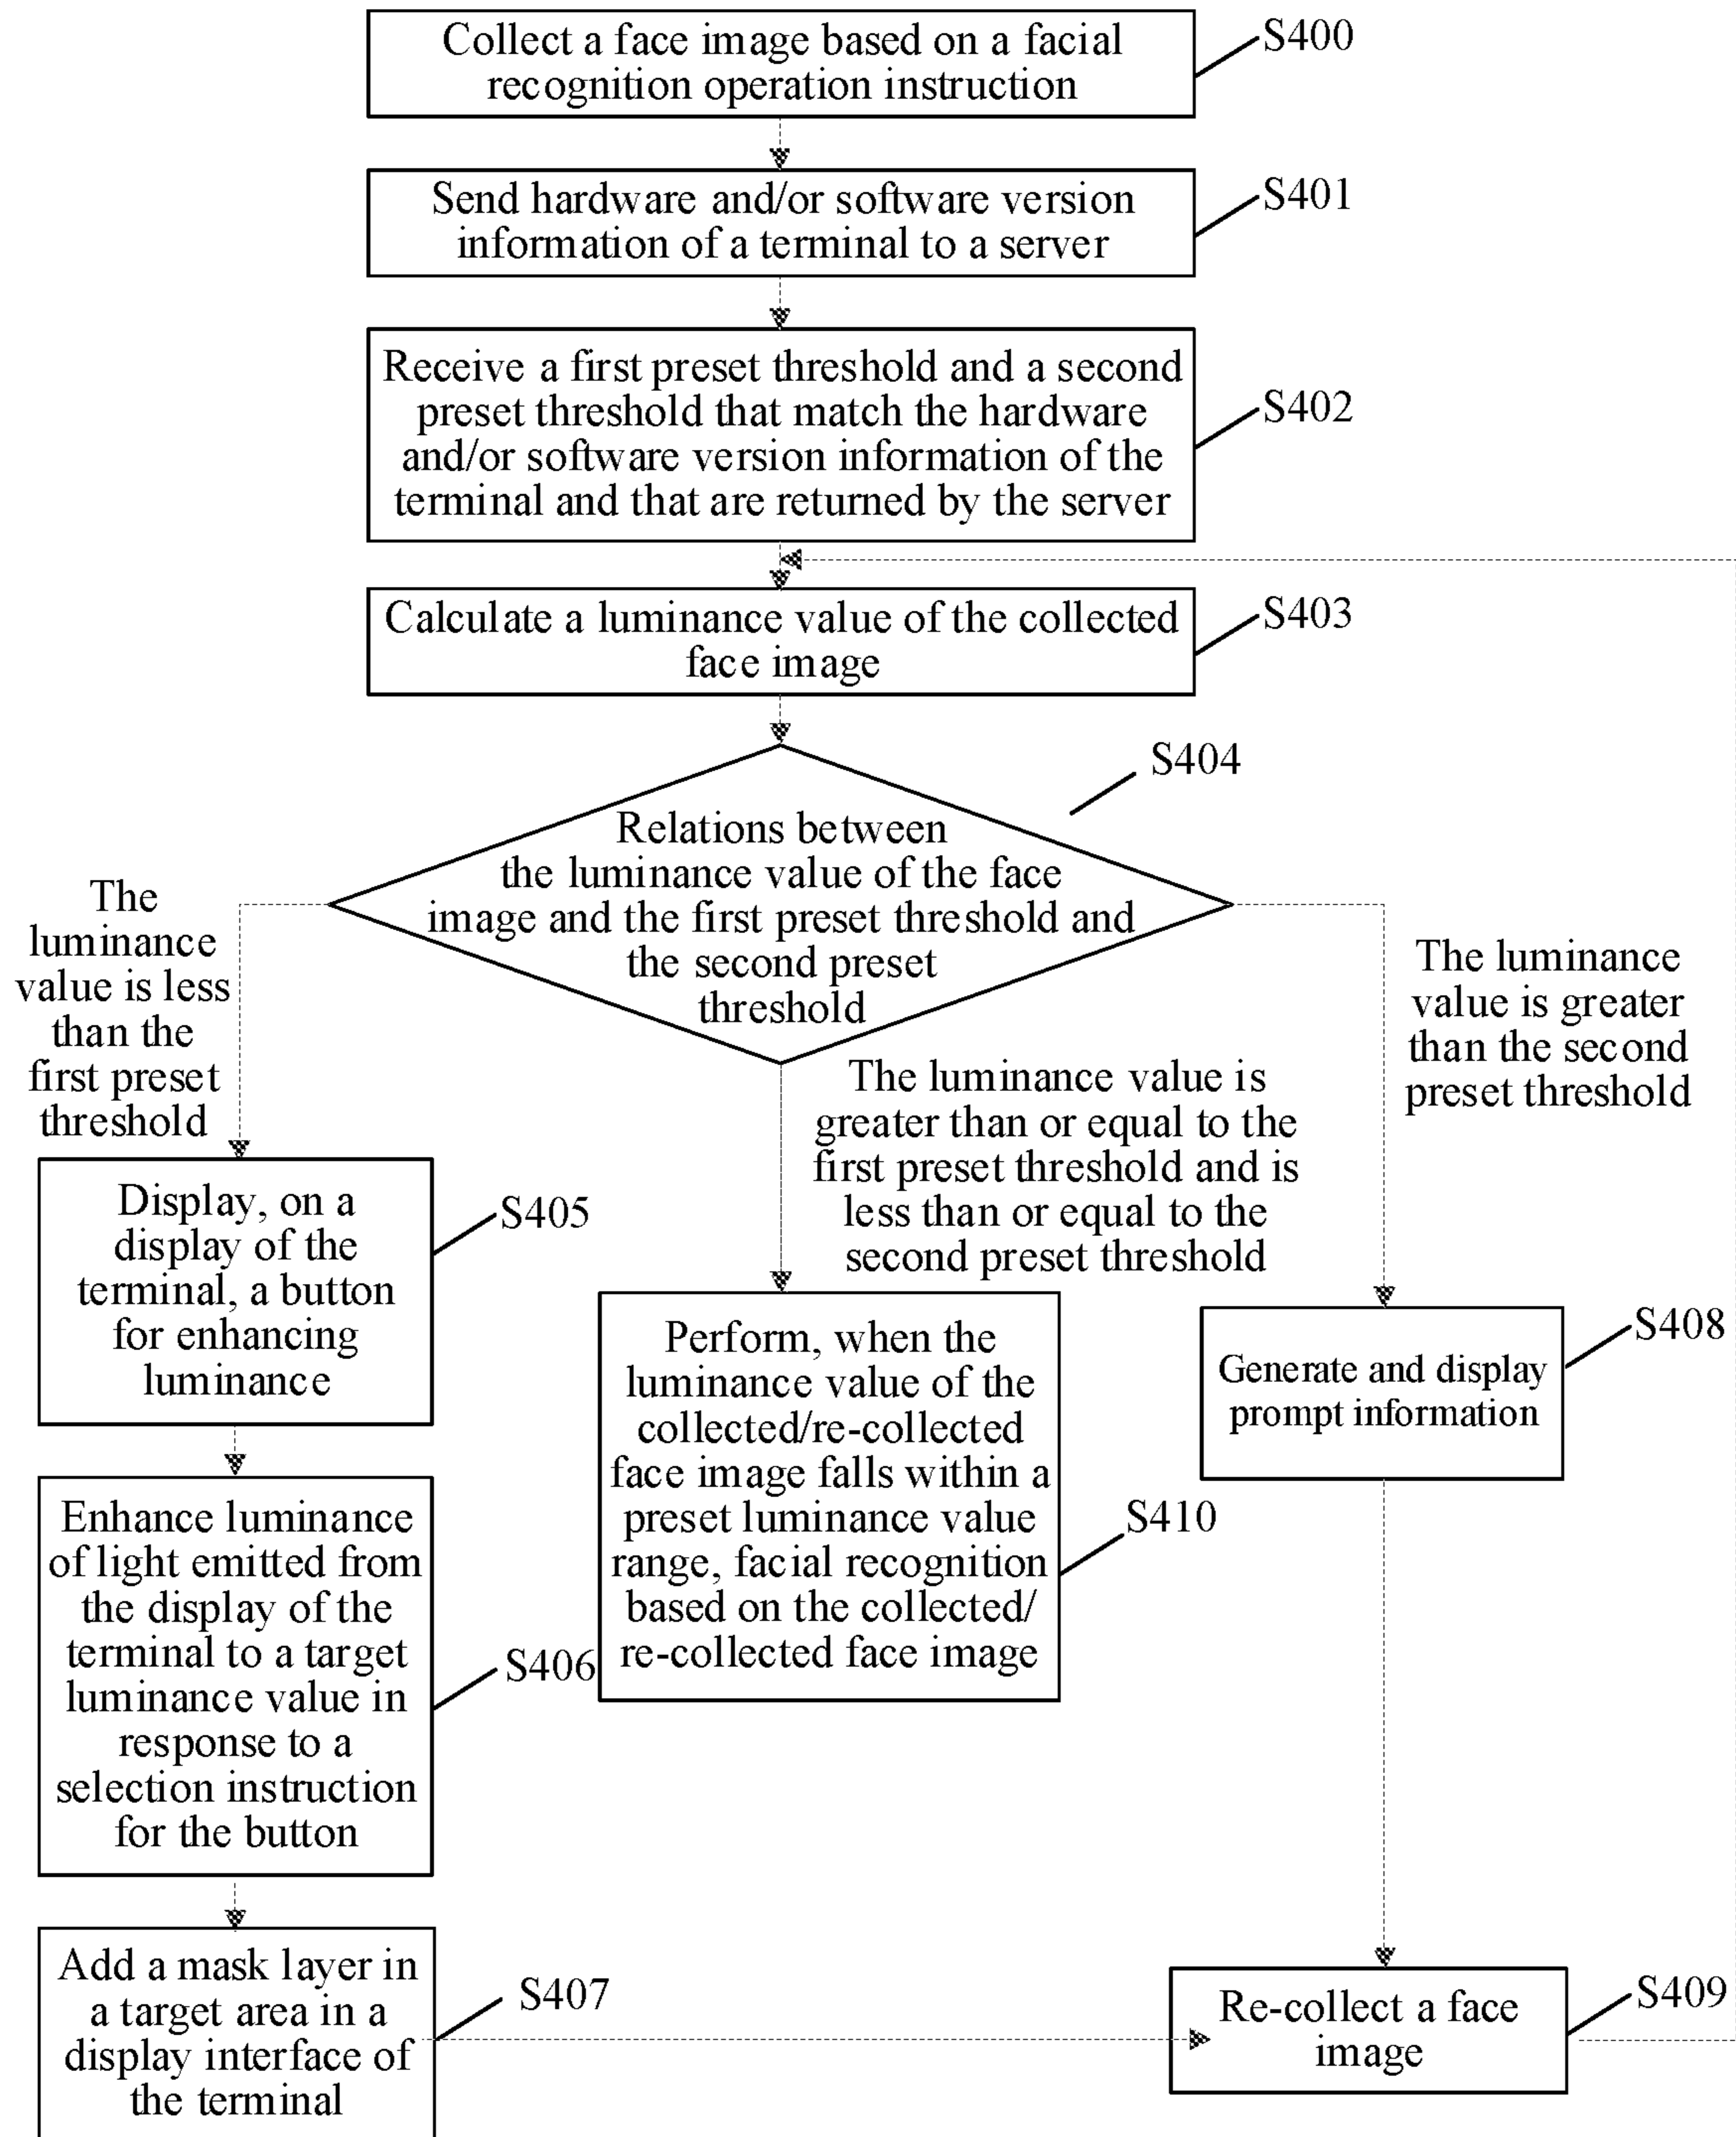 Collect a face image based on a facial
recognition operation instruction
S400
Send hardware and/or software version
information of a terminal to a server
S401
Receive a first preset threshold and a second
preset threshold that match the hardware
and/or software version information of the
terminal and that are returned by the server
S402
Calculate a luminance value of the collected
face image
S403
Relations between
the luminance value of the face
image and the first preset threshold and
the second preset
threshold
S404
The
luminance
value is less
than the
first preset
threshold
The luminance value is
greater than or equal to the
first preset threshold and is
less than or equal to the
second preset threshold
The luminance
value is greater
than the second
preset threshold
Display, on a
display of the
terminal, a button
for enhancing
luminance
S405
Enhance luminance
of light emitted from
the display of the
terminal to a target
luminance value in
response to a
selection instruction
for the button
S406
Add a mask layer in
a target area in a
display interface of
the terminal
S407
Perform, when the
luminance value of the
collected/re-collected
face image falls within a
preset luminance value
range, facial recognition
based on the collected/
re-collected face image
S410
Generate and display
prompt information
S408
Re-collect a face
image
S409